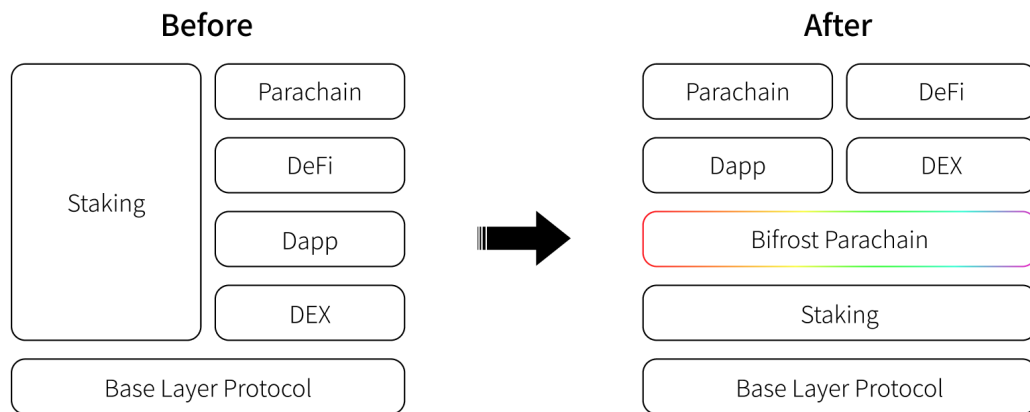 Before
Staking
Parachain
DeFi
Dapp
DEX
Base Layer Protocol
After
Parachain
DeFi
Dapp
DEX
Bifrost Parachain
Staking
Base Layer Protocol